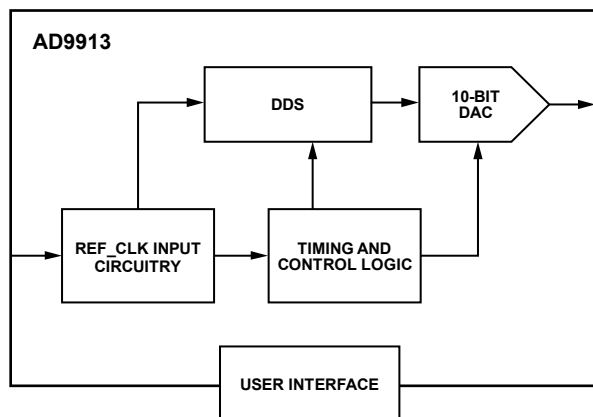 AD9913
DDS
10-BIT
DAC
REF_CLK INPUT
CIRCUITRY
TIMING AND
CONTROL LOGIC
USER INTERFACE